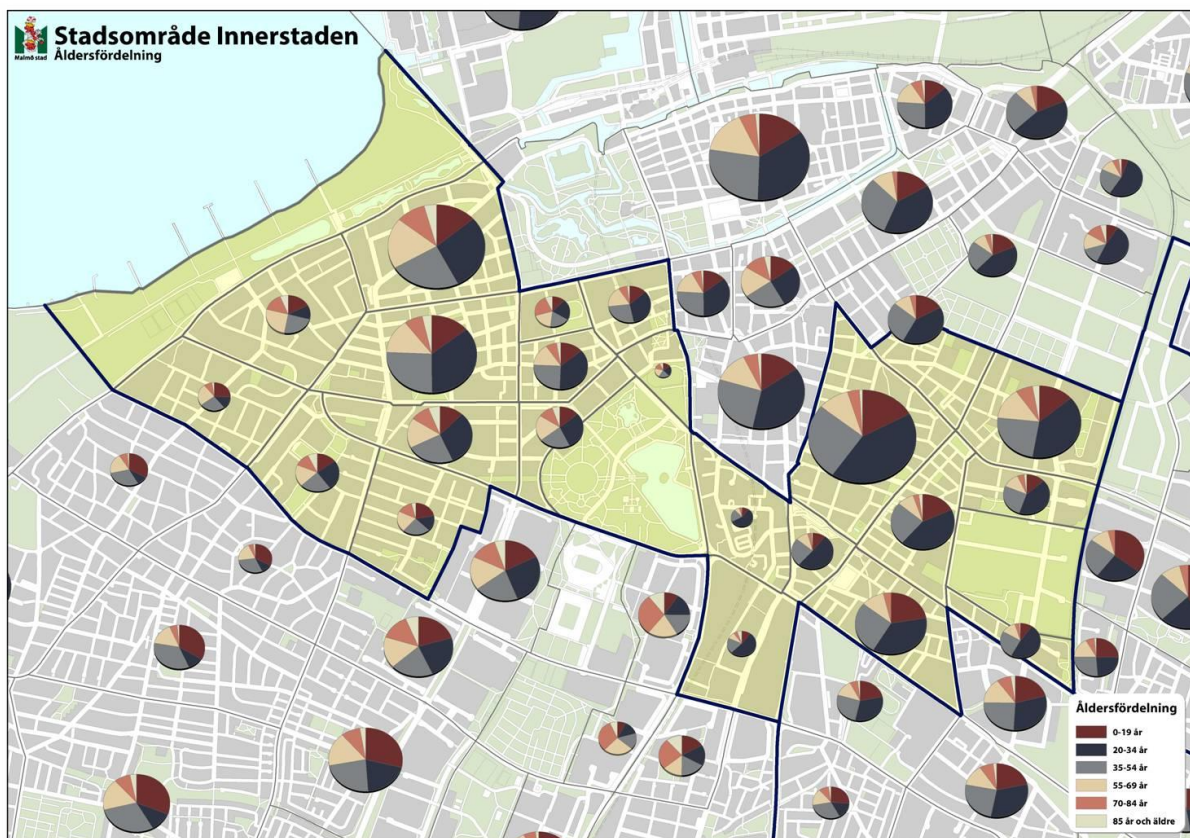 Stadsområde Innerstaden
Åldersfördelning
Malmö stad
Åldersfördelning
0-19 år
20-34 år
35-54 år
55-69 år
70-84 år
85 år och äldre